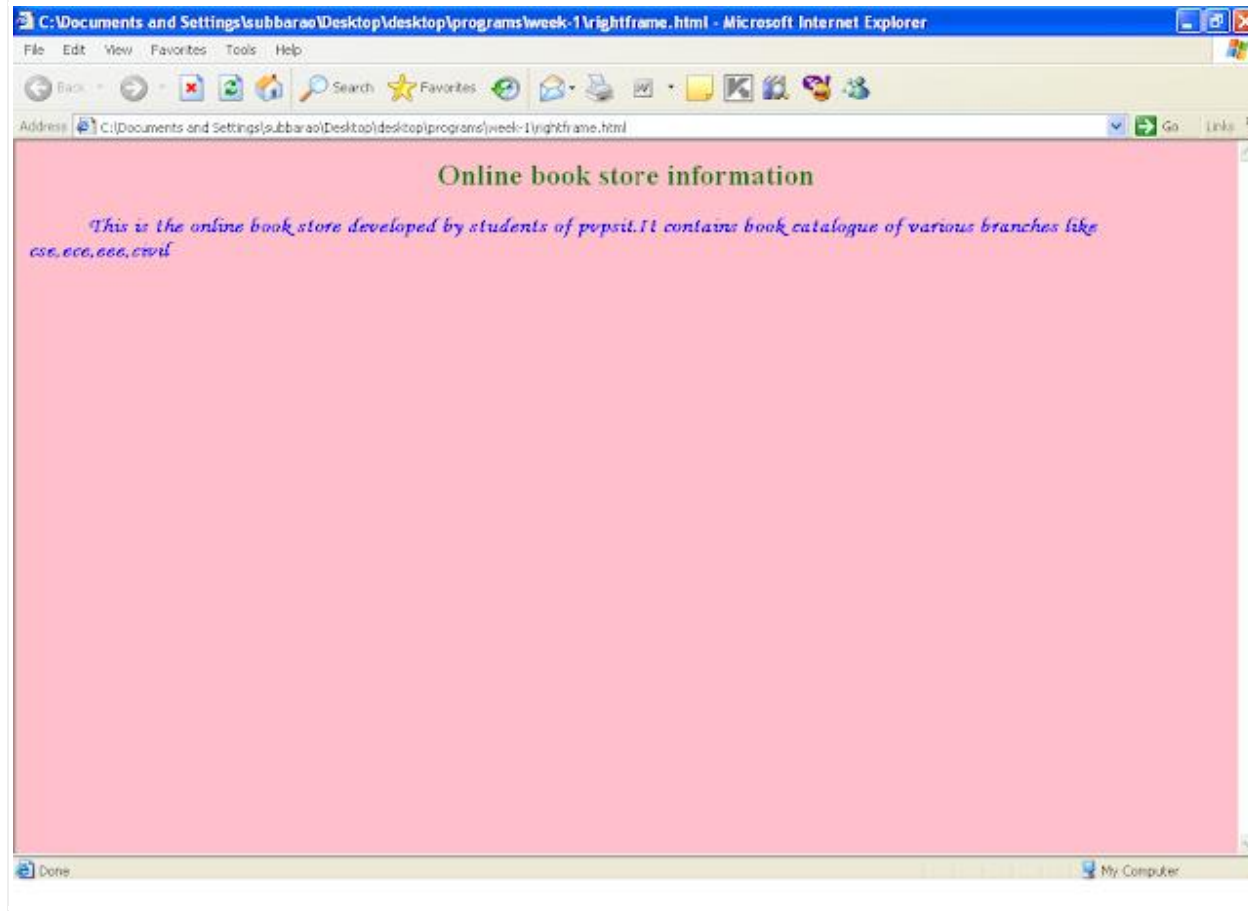 C:\Documents and Settings\subbarao\Desktop\desktop\programs\week-1\rightframe.html - Microsoft Internet Explorer
File Edit View Favorites Tools Help
Back Search Favorites
Address C:\Documents and Settings\subbarao\Desktop\desktop\programs\week-1\rightframe.html Go Links
Online book store information
This is the online book store developed by students of pvpsit.It contains book catalogue of various branches like
cse,ece,eee,civil
Done My Computer